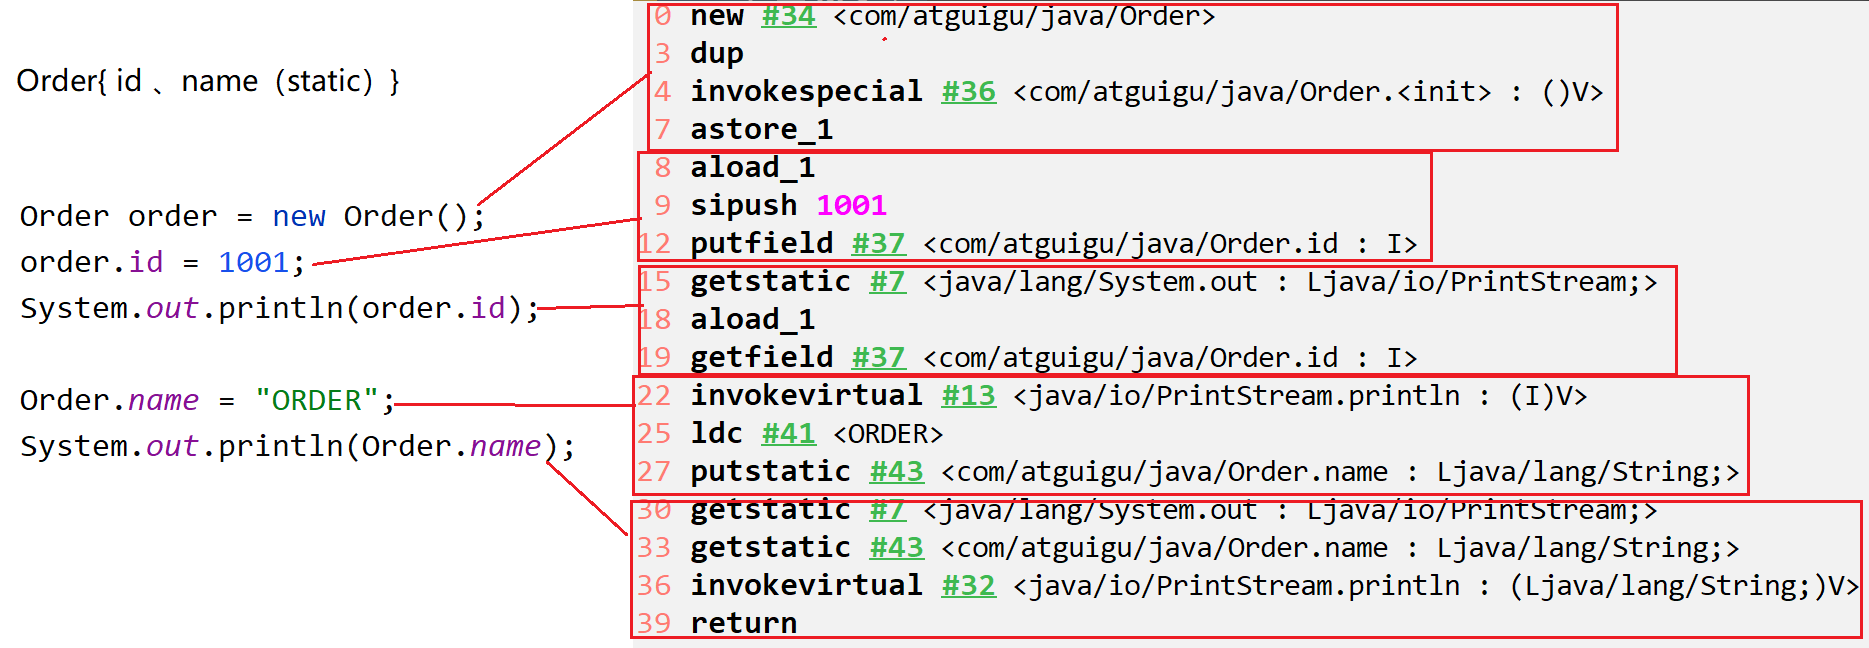 Order{ id 、name（static）}
Order order = new Order();
order.id = 1001;
System.out.println(order.id);
Order.name = "ORDER";
System.out.println(Order.name);
0 new #34 <com/atguigu/java/Order>
3 dup
4 invokespecial #36 <com/atguigu/java/Order.<init> : ()V>
7 astore_1
8 aload_1
9 sipush 1001
12 putfield #37 <com/atguigu/java/Order.id : I>
15 getstatic #7 <java/lang/System.out : Ljava/io/PrintStream;>
18 aload_1
19 getfield #37 <com/atguigu/java/Order.id : I>
22 invokevirtual #13 <java/io/PrintStream.println : (I)V>
25 ldc #41 <ORDER>
27 putstatic #43 <com/atguigu/java/Order.name : Ljava/lang/String;>
30 getstatic #7 <java/lang/System.out : Ljava/io/PrintStream;>
33 getstatic #43 <com/atguigu/java/Order.name : Ljava/lang/String;>
36 invokevirtual #32 <java/io/PrintStream.println : (Ljava/lang/String;)V>
39 return